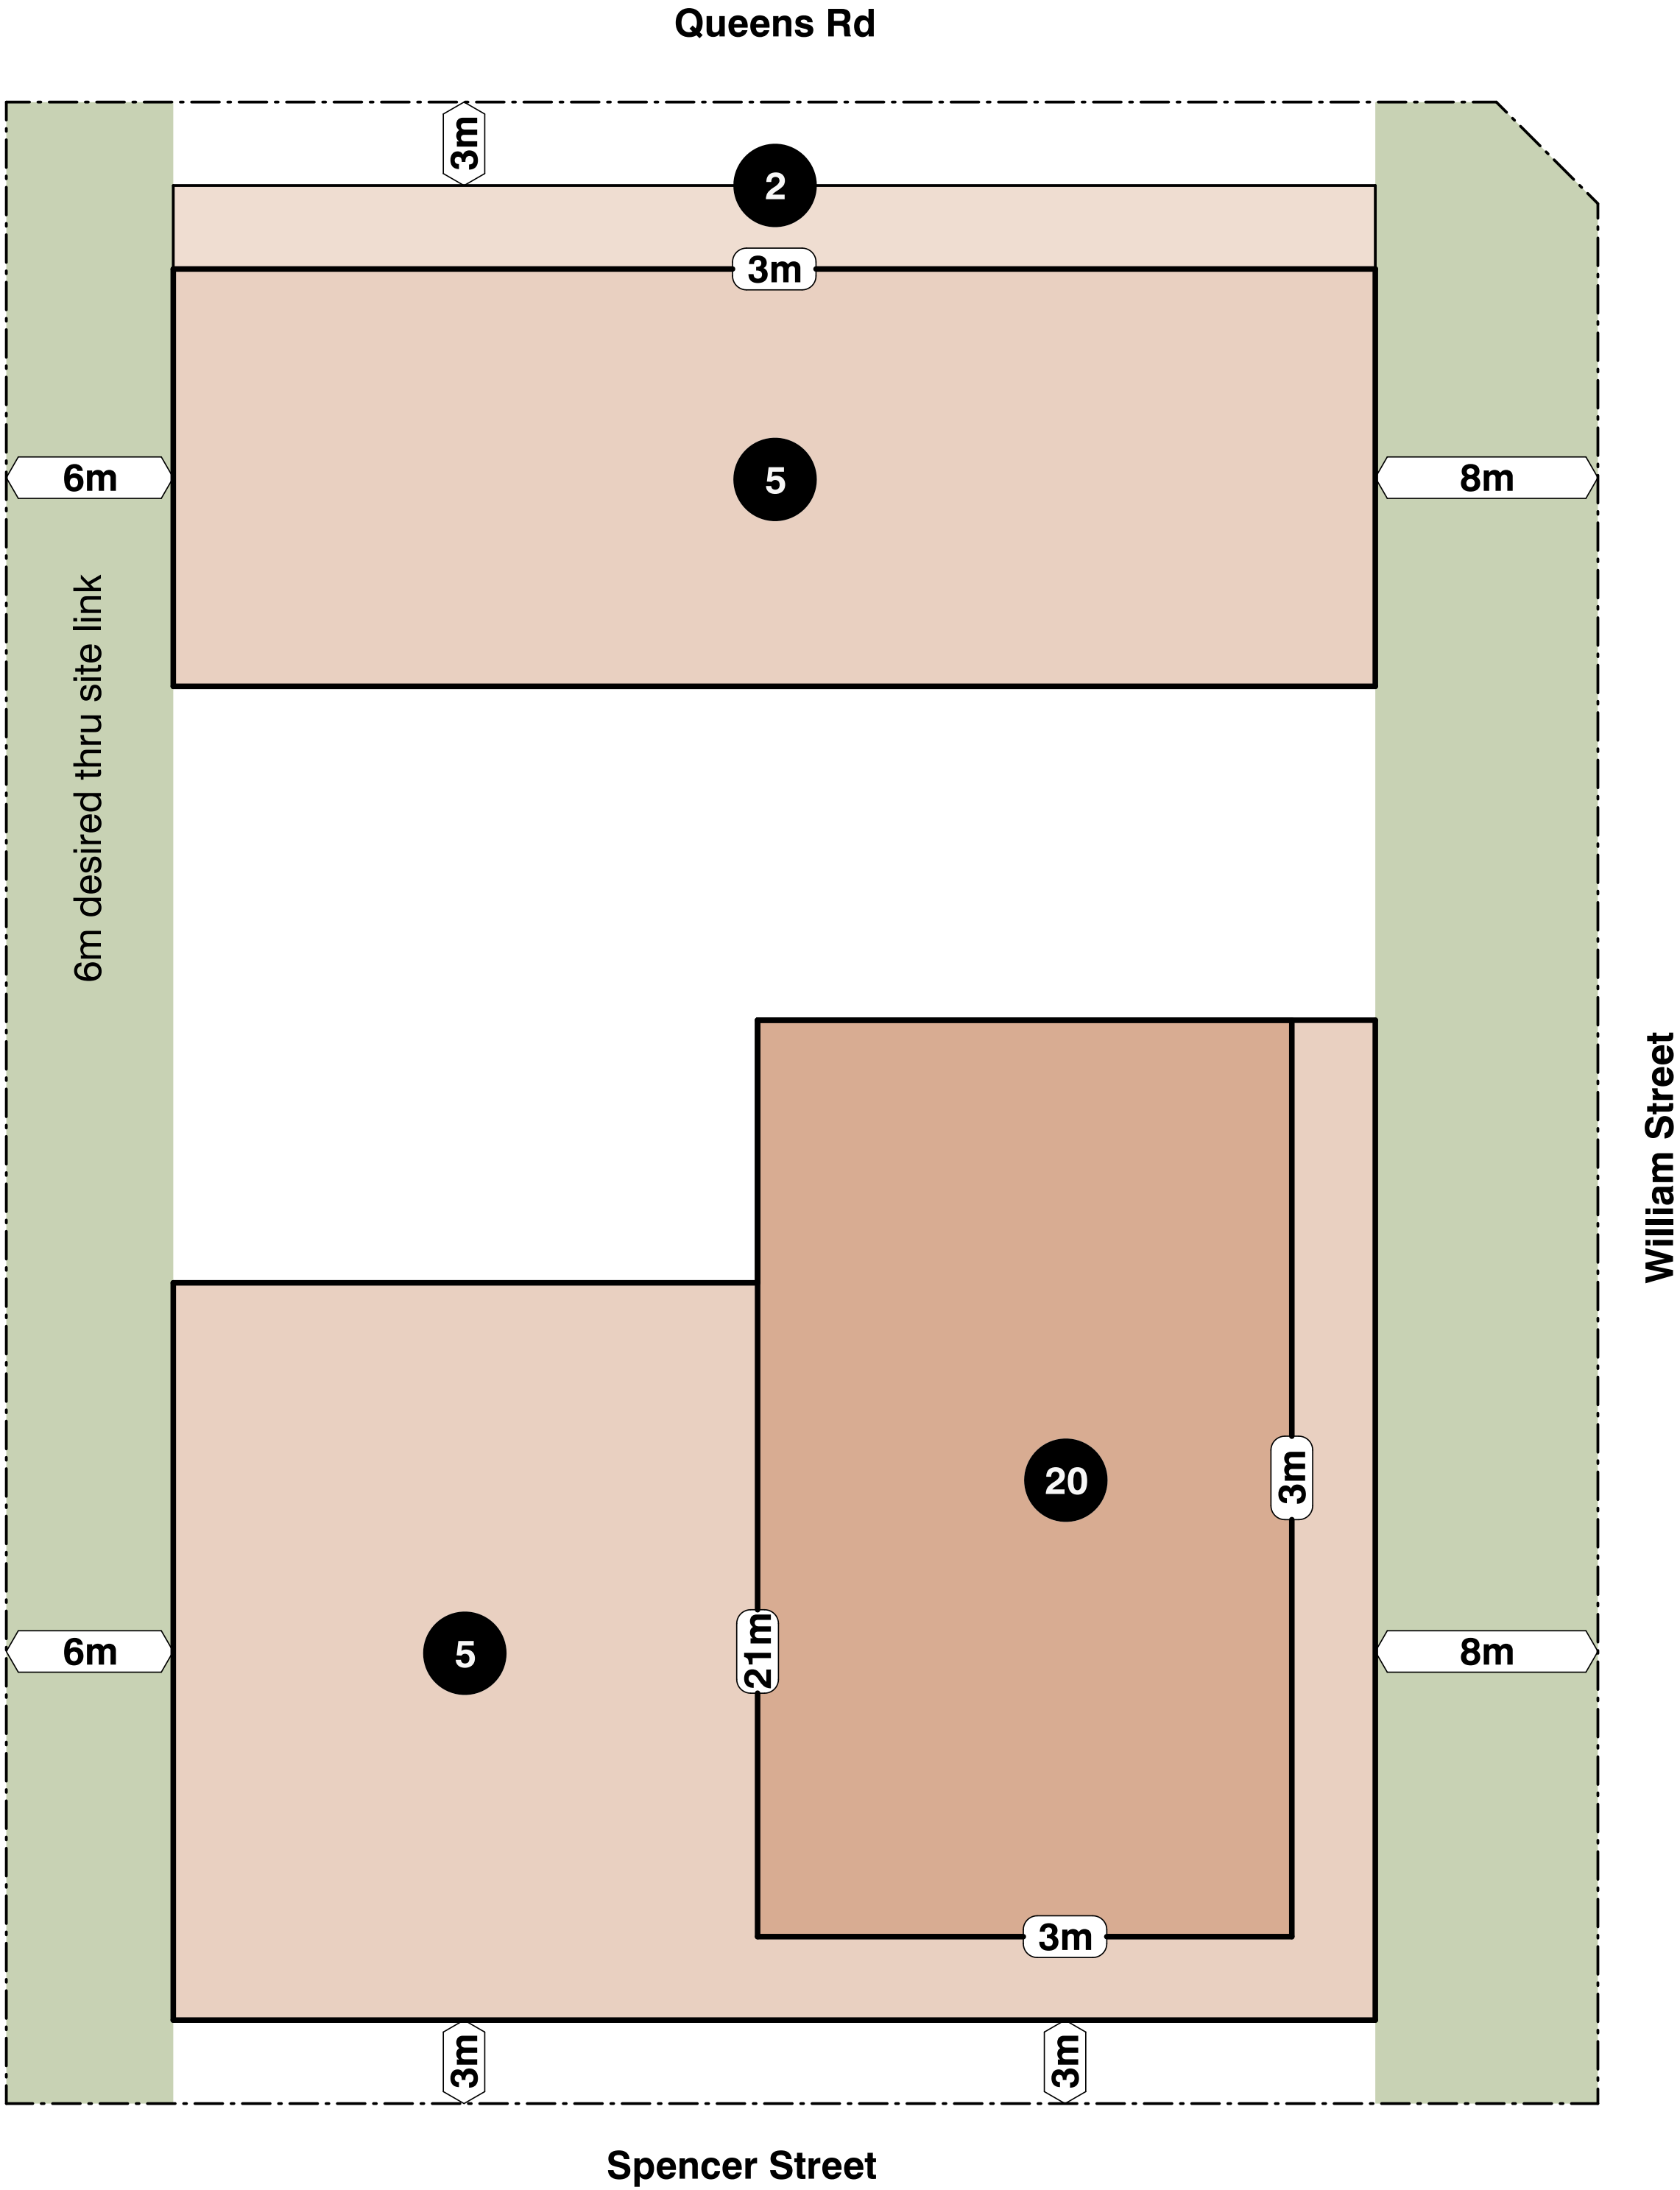 Queens Rd
3m
2
3m
6m
5
8m
6m desired thru site link
William Street
20
3m
6m
5
21m
8m
3m
3m
3m
Spencer Street